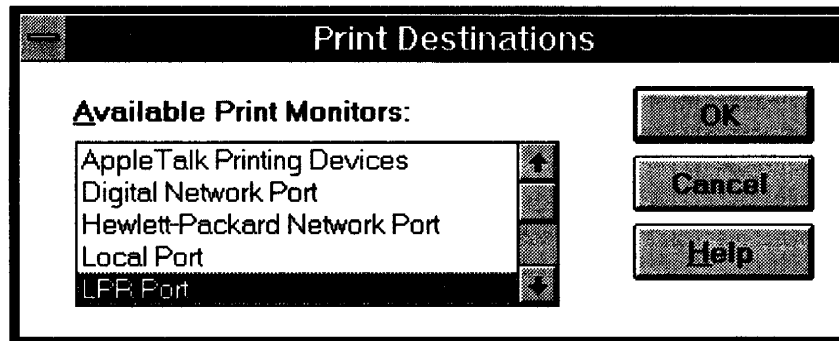 Print Destinations
Available Print Monitors:
AppleTalk Printing Devices
Digital Network Port
Hewlett-Packard Network Port
Local Port
LPR Port
OK
Cancel
Help